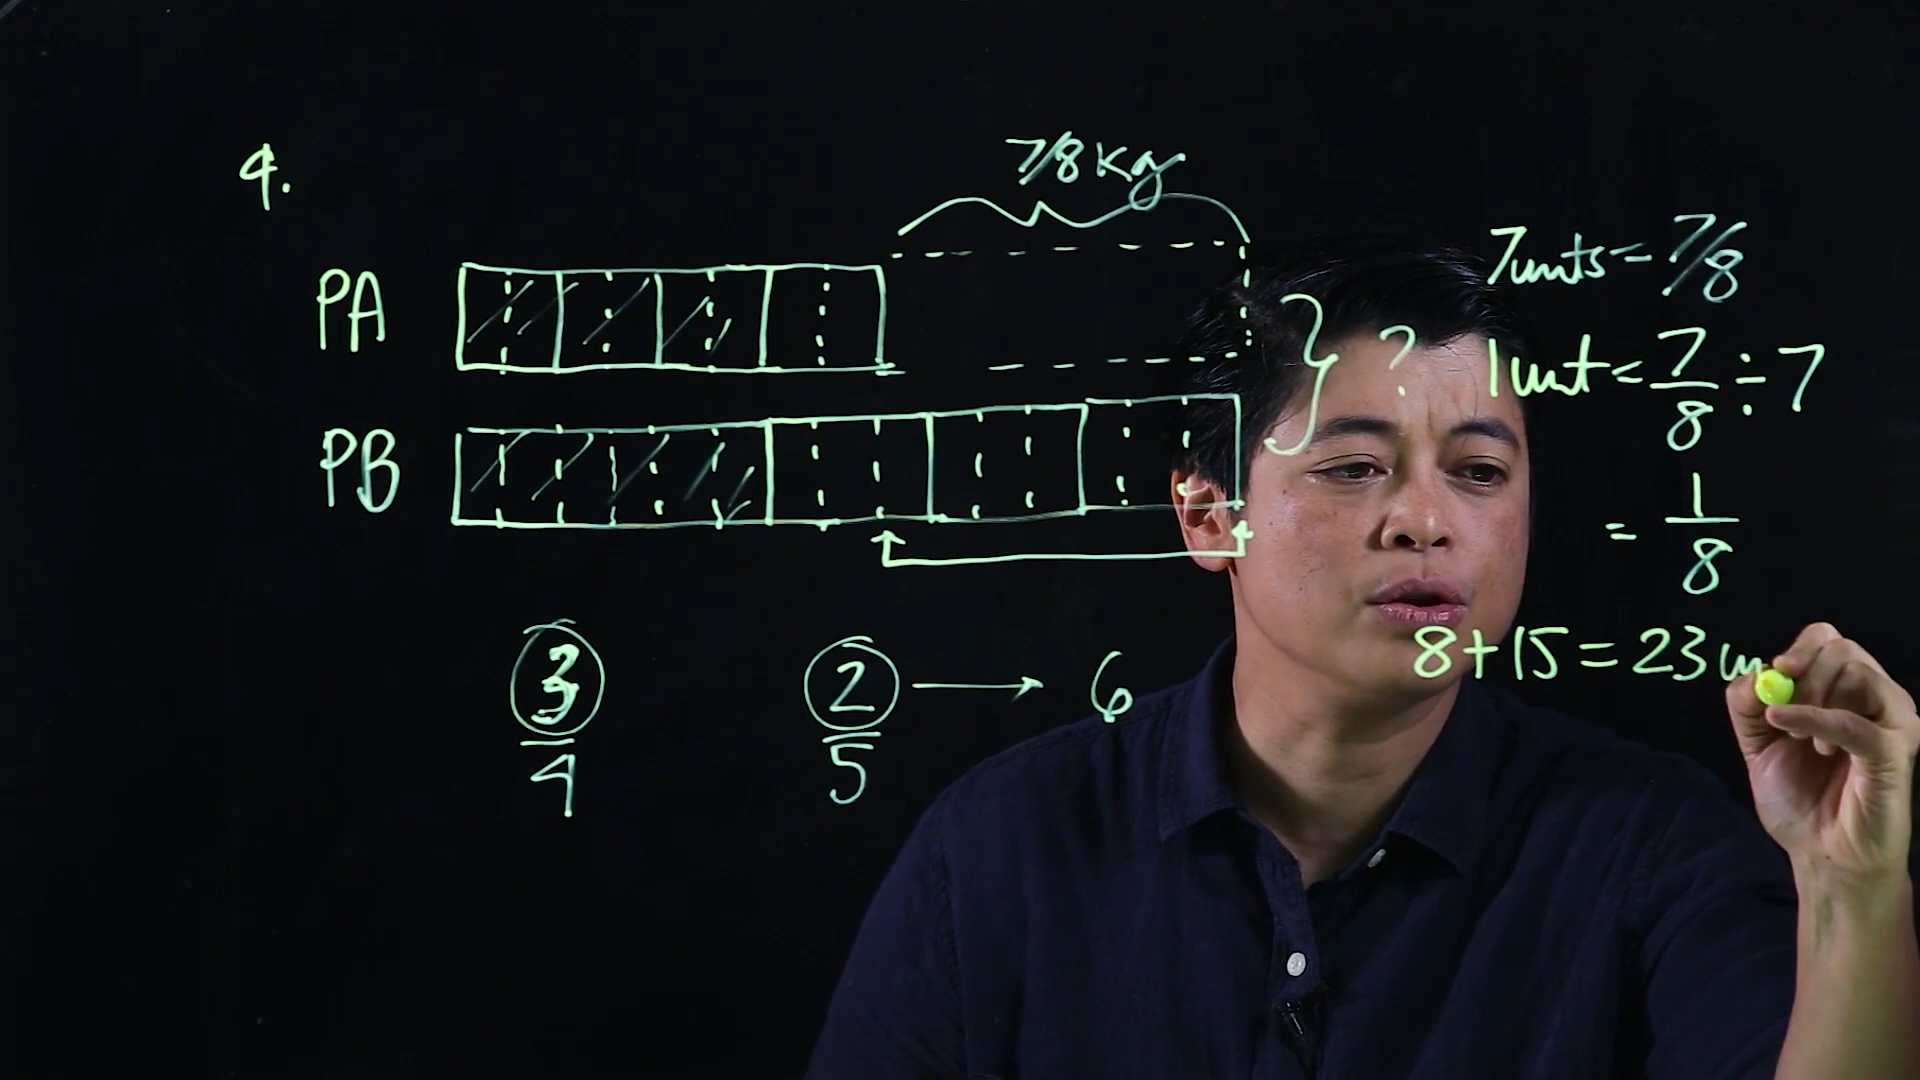 4.
7/8 Kg
PA
PB
?
3/4
2/5 → 6
7units = 7/8
1unit = 7/8 ÷ 7
= 1/8
8+15=23 un